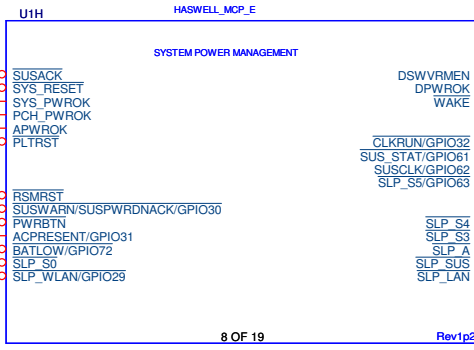 U1H
HASWELL_MCP_E
SYSTEM POWER MANAGEMENT
SUSACK
SYS_RESET
SYS_PWROK
PCH_PWROK
APWROK
PLTRST
RSMRST
SUSWARN/SUSPWRDNACK/GPIO30
PWRBTN
ACPRESENT/GPIO31
BATLOW/GPIO72
SLP_S0
SLP_WLAN/GPIO29
DSWVRMEN
DPWROK
WAKE
CLKRUN/GPIO32
SUS_STAT/GPIO61
SUSCLK/GPIO62
SLP_S5/GPIO63
SLP_S4
SLP_S3
SLP_A
SLP_SUS
SLP_LAN
8 OF 19
Rev1p2